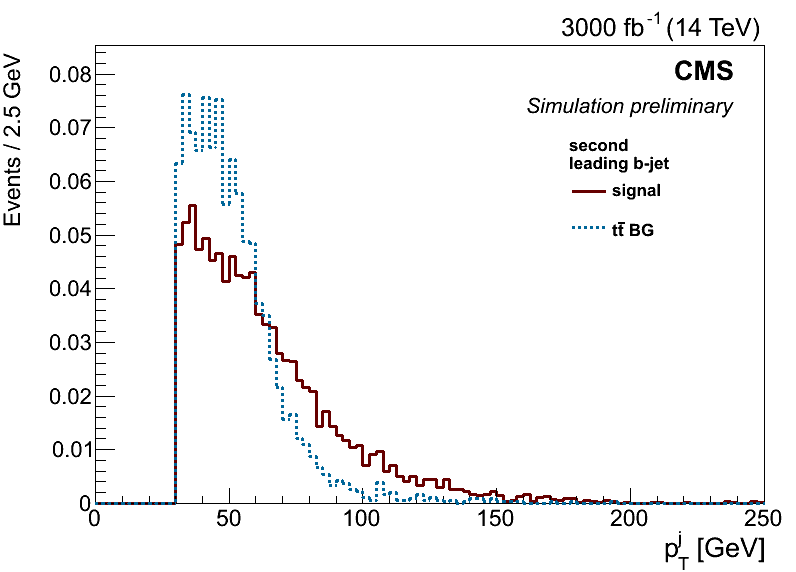 3000 fb⁻¹ (14 TeV)
Events / 2.5 GeV
CMS
Simulation preliminary
second
leading b-jet
signal
tt̄ BG
0.08
0.07
0.06
0.05
0.04
0.03
0.02
0.01
0
0 50 100 150 200 250
p_T^j [GeV]